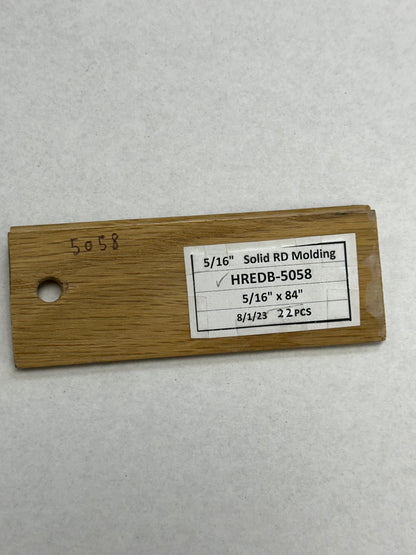 5058
5/16" Solid RD Molding
✓ HREDB-5058
5/16" x 84"
8/1/23 22 PCS